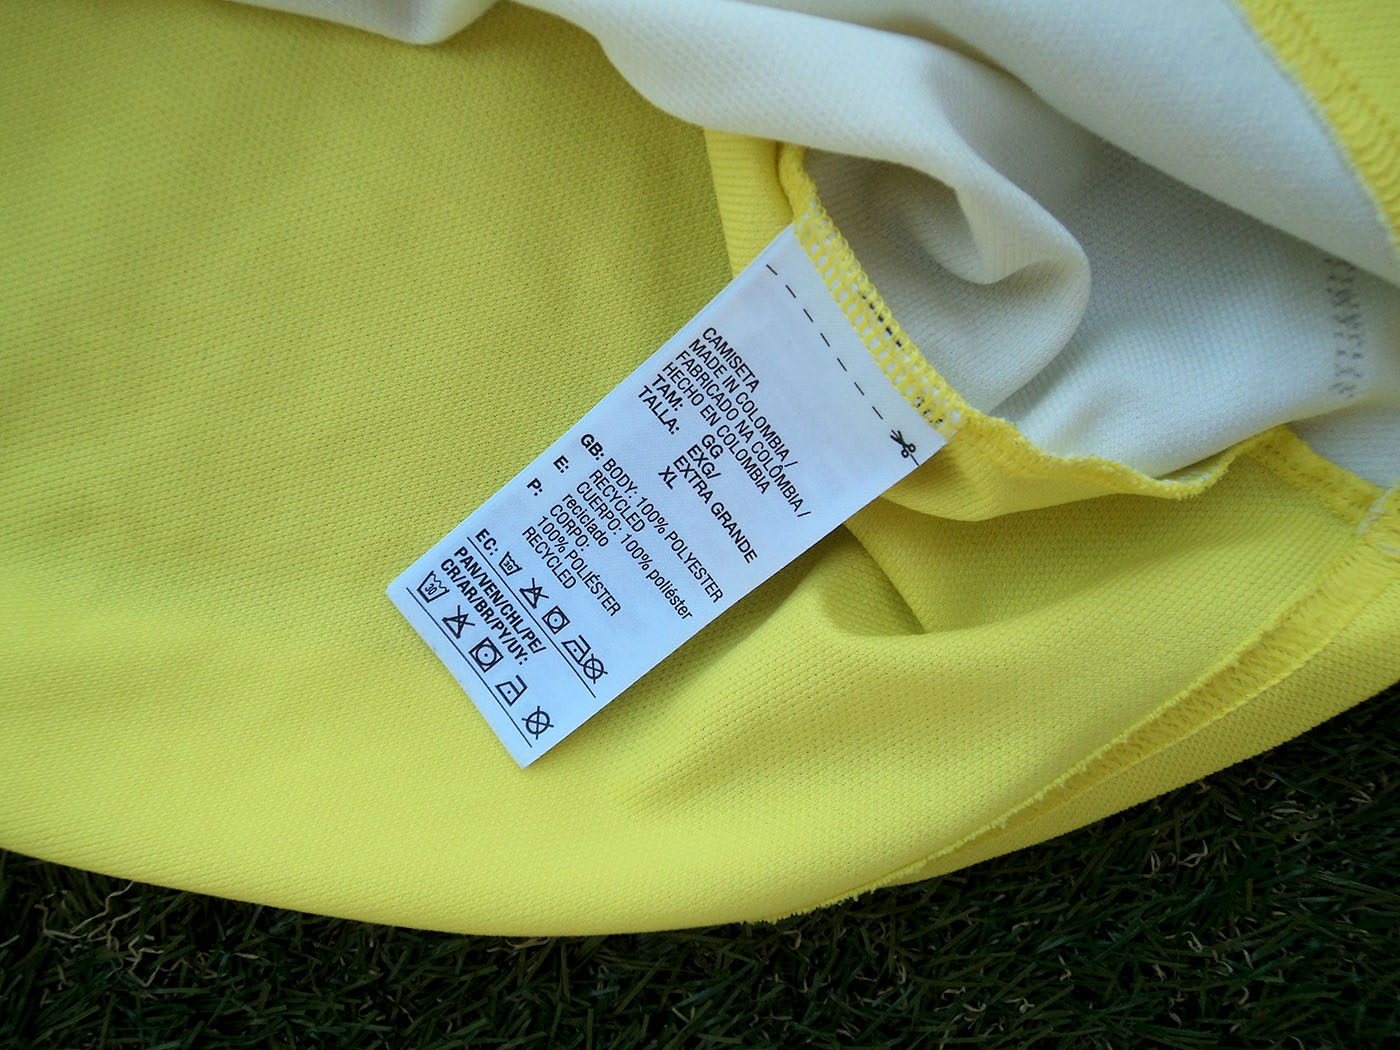 CAMISETA
MADE IN COLOMBIA /
FABRICADO NA COLÔMBIA /
HECHO EN COLOMBIA
TAM: GG
TALLA: EXG/
EXTRA GRANDE
XL
GB: BODY: 100% POLYESTER
RECYCLED
E: CUERPO: 100% poliéster
reciclado
P: CORPO:
100% POLIÉSTER
RECYCLED
EC: 30
PAN/VEN/CHL/PE/
CR/AR/BR/PY/UY:
30